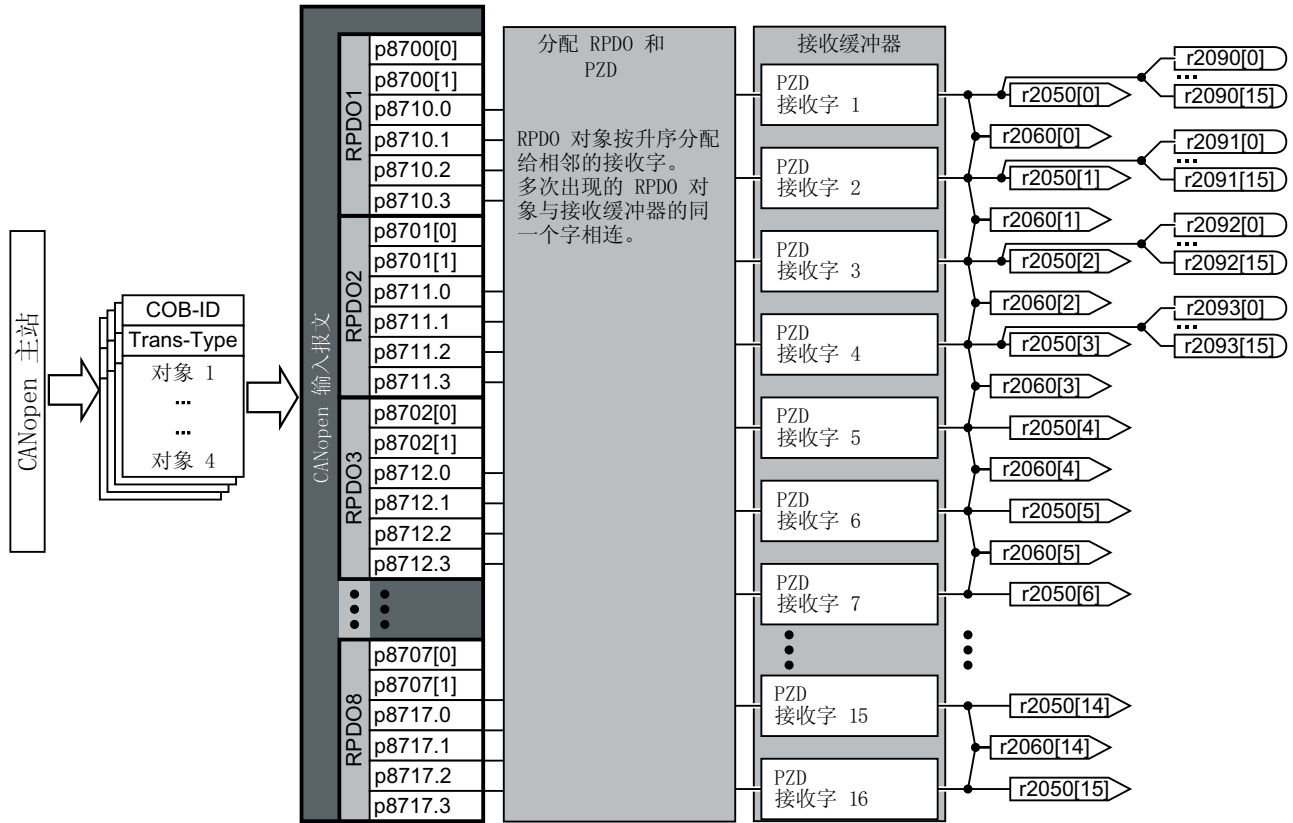 CANopen 主站
COB-ID
Trans-Type
对象 1
...
...
对象 4
CANopen 输入报文
RPDO1
p8700[0]
p8700[1]
p8710.0
p8710.1
p8710.2
p8710.3
RPDO2
p8701[0]
p8701[1]
p8711.0
p8711.1
p8711.2
p8711.3
RPDO3
p8702[0]
p8702[1]
p8712.0
p8712.1
p8712.2
p8712.3
RPDO8
p8707[0]
p8707[1]
p8717.0
p8717.1
p8717.2
p8717.3
分配 RPDO 和
PZD
RPDO 对象按升序分配
给相邻的接收字。
多次出现的 RPDO 对
象与接收缓冲器的同
一个字相连。
接收缓冲器
PZD
接收字 1
PZD
接收字 2
PZD
接收字 3
PZD
接收字 4
PZD
接收字 5
PZD
接收字 6
PZD
接收字 7
PZD
接收字 15
PZD
接收字 16
r2050[0]
r2060[0]
r2050[1]
r2060[1]
r2050[2]
r2060[2]
r2050[3]
r2060[3]
r2050[4]
r2060[4]
r2050[5]
r2060[5]
r2050[6]
r2050[14]
r2060[14]
r2050[15]
r2090[0]
...
r2090[15]
r2091[0]
...
r2091[15]
r2092[0]
...
r2092[15]
r2093[0]
...
r2093[15]